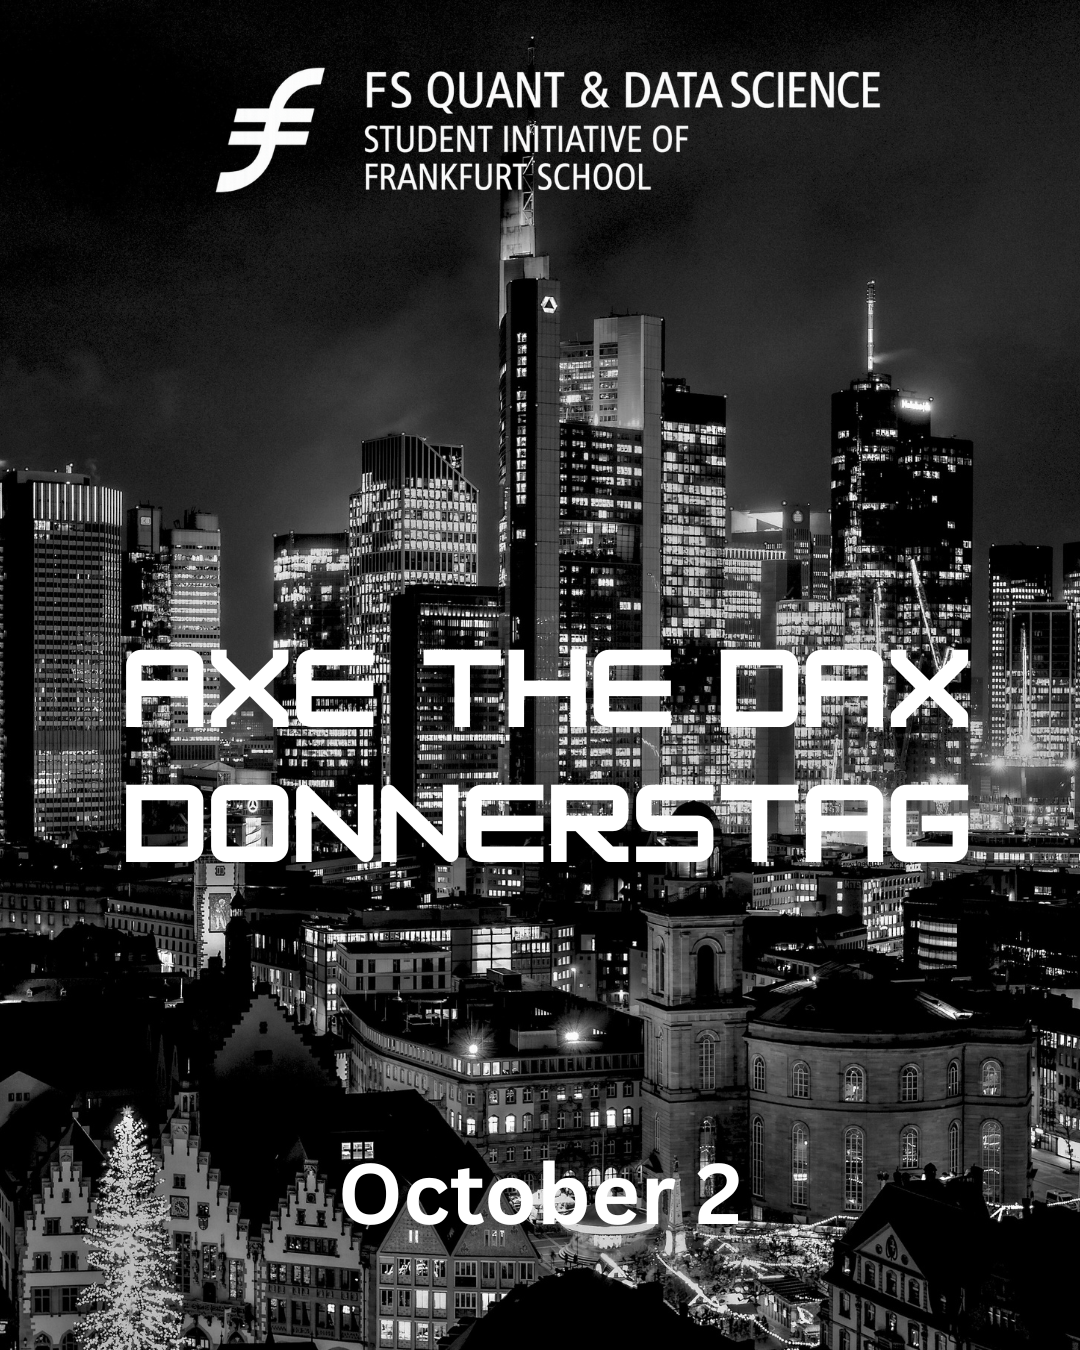 FS QUANT & DATA SCIENCE
STUDENT INITIATIVE OF
FRANKFURT SCHOOL
AXE THE DAX
DONNERSTAG
October 2